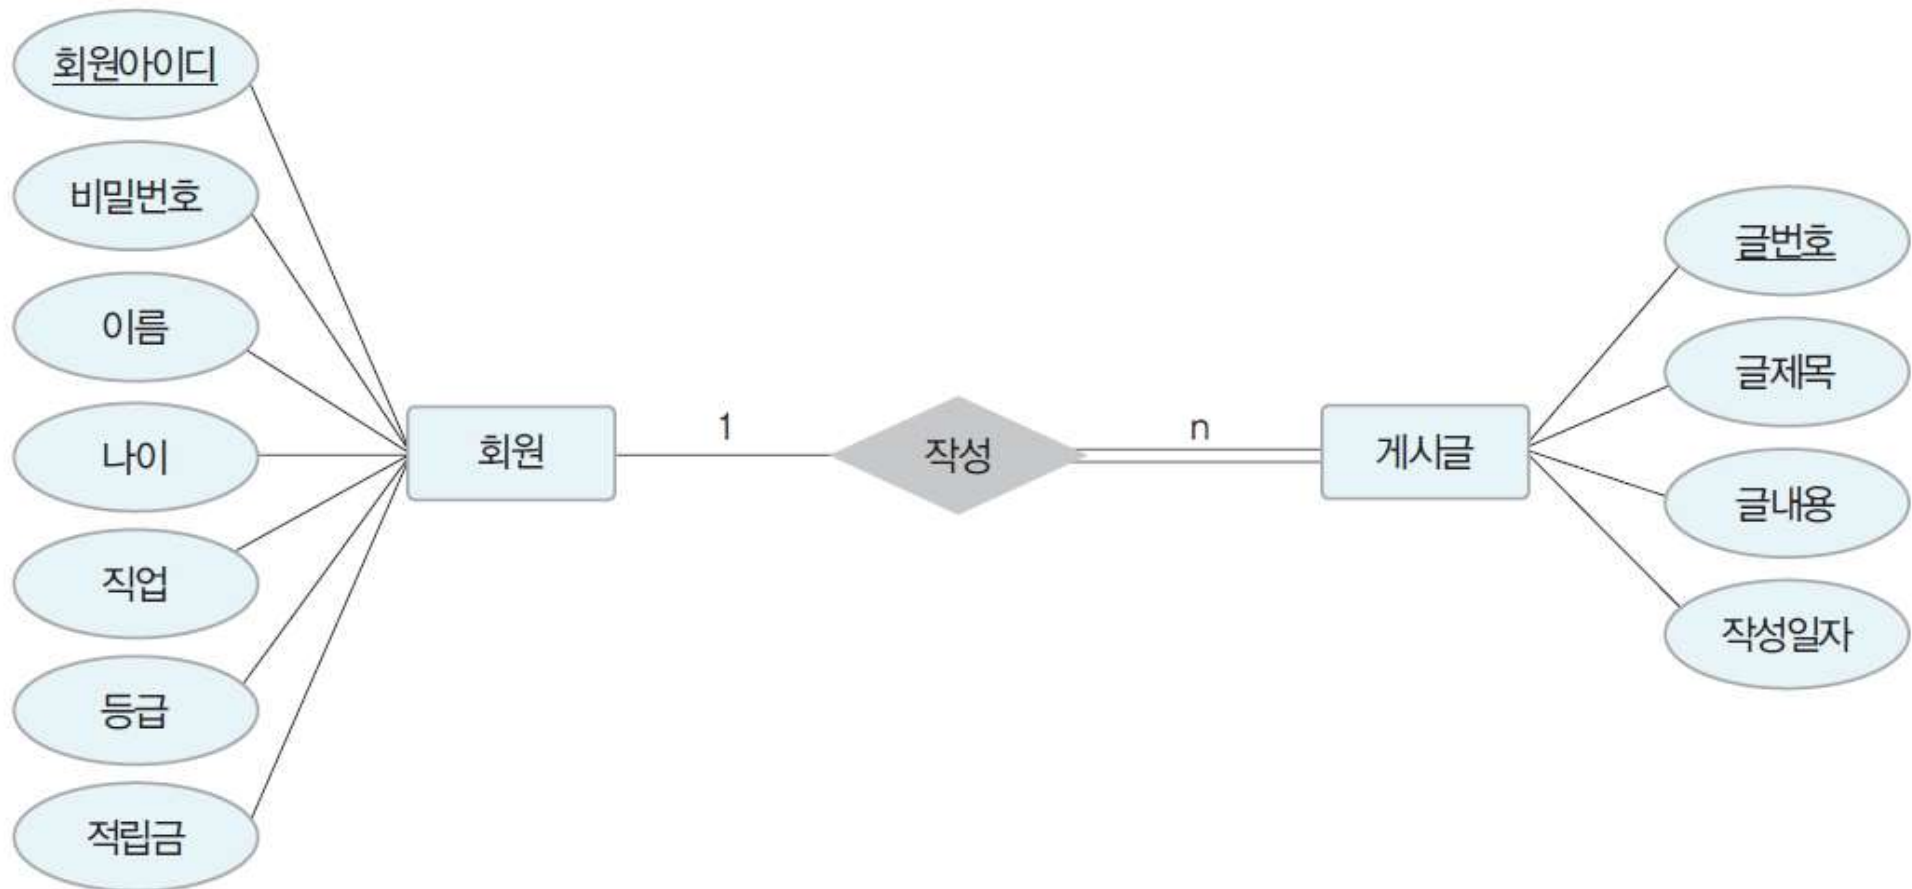 회원아이디
비밀번호
이름
나이
직업
등급
적립금
회원
1
작성
n
게시글
글번호
글제목
글내용
작성일자